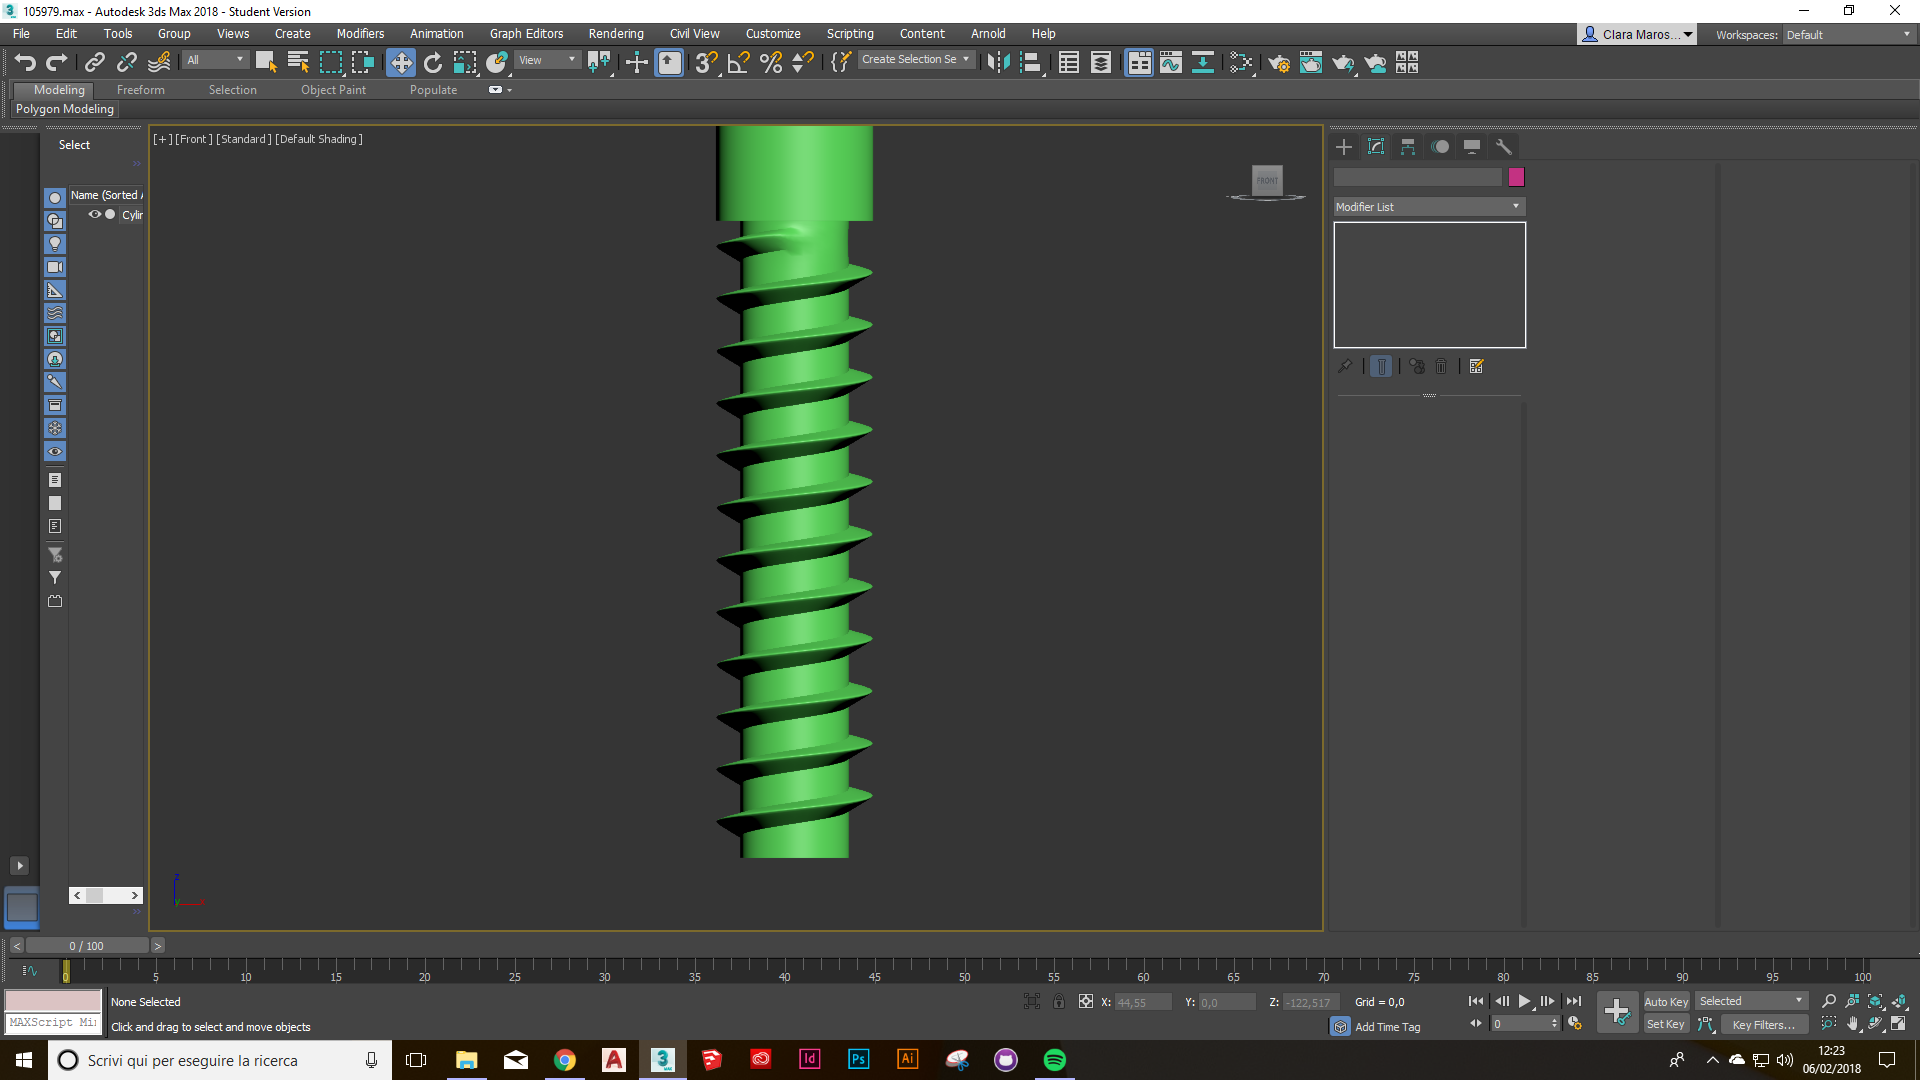 105979.max - Autodesk 3ds Max 2018 - Student Version
File Edit Tools Group Views Create Modifiers Animation Graph Editors Rendering Civil View Customize Scripting Content Arnold Help
Clara Maros... Workspaces: Default
All View Create Selection Se
Modeling Freeform Selection Object Paint Populate
Polygon Modeling
Select
[+] [Front] [Standard] [Default Shading]
FRONT
Name (Sorted
Cylin
Modifier List
0 / 100
0 5 10 15 20 25 30 35 40 45 50 55 60 65 70 75 80 85 90 95 100
None Selected
X: 44,55 Y: 0,0 Z: -122,517 Grid = 0,0
Auto Key Selected
MAXScript Mi
Click and drag to select and move objects
Add Time Tag
0
Set Key Key Filters...
Scrivi qui per eseguire la ricerca
12:23
06/02/2018